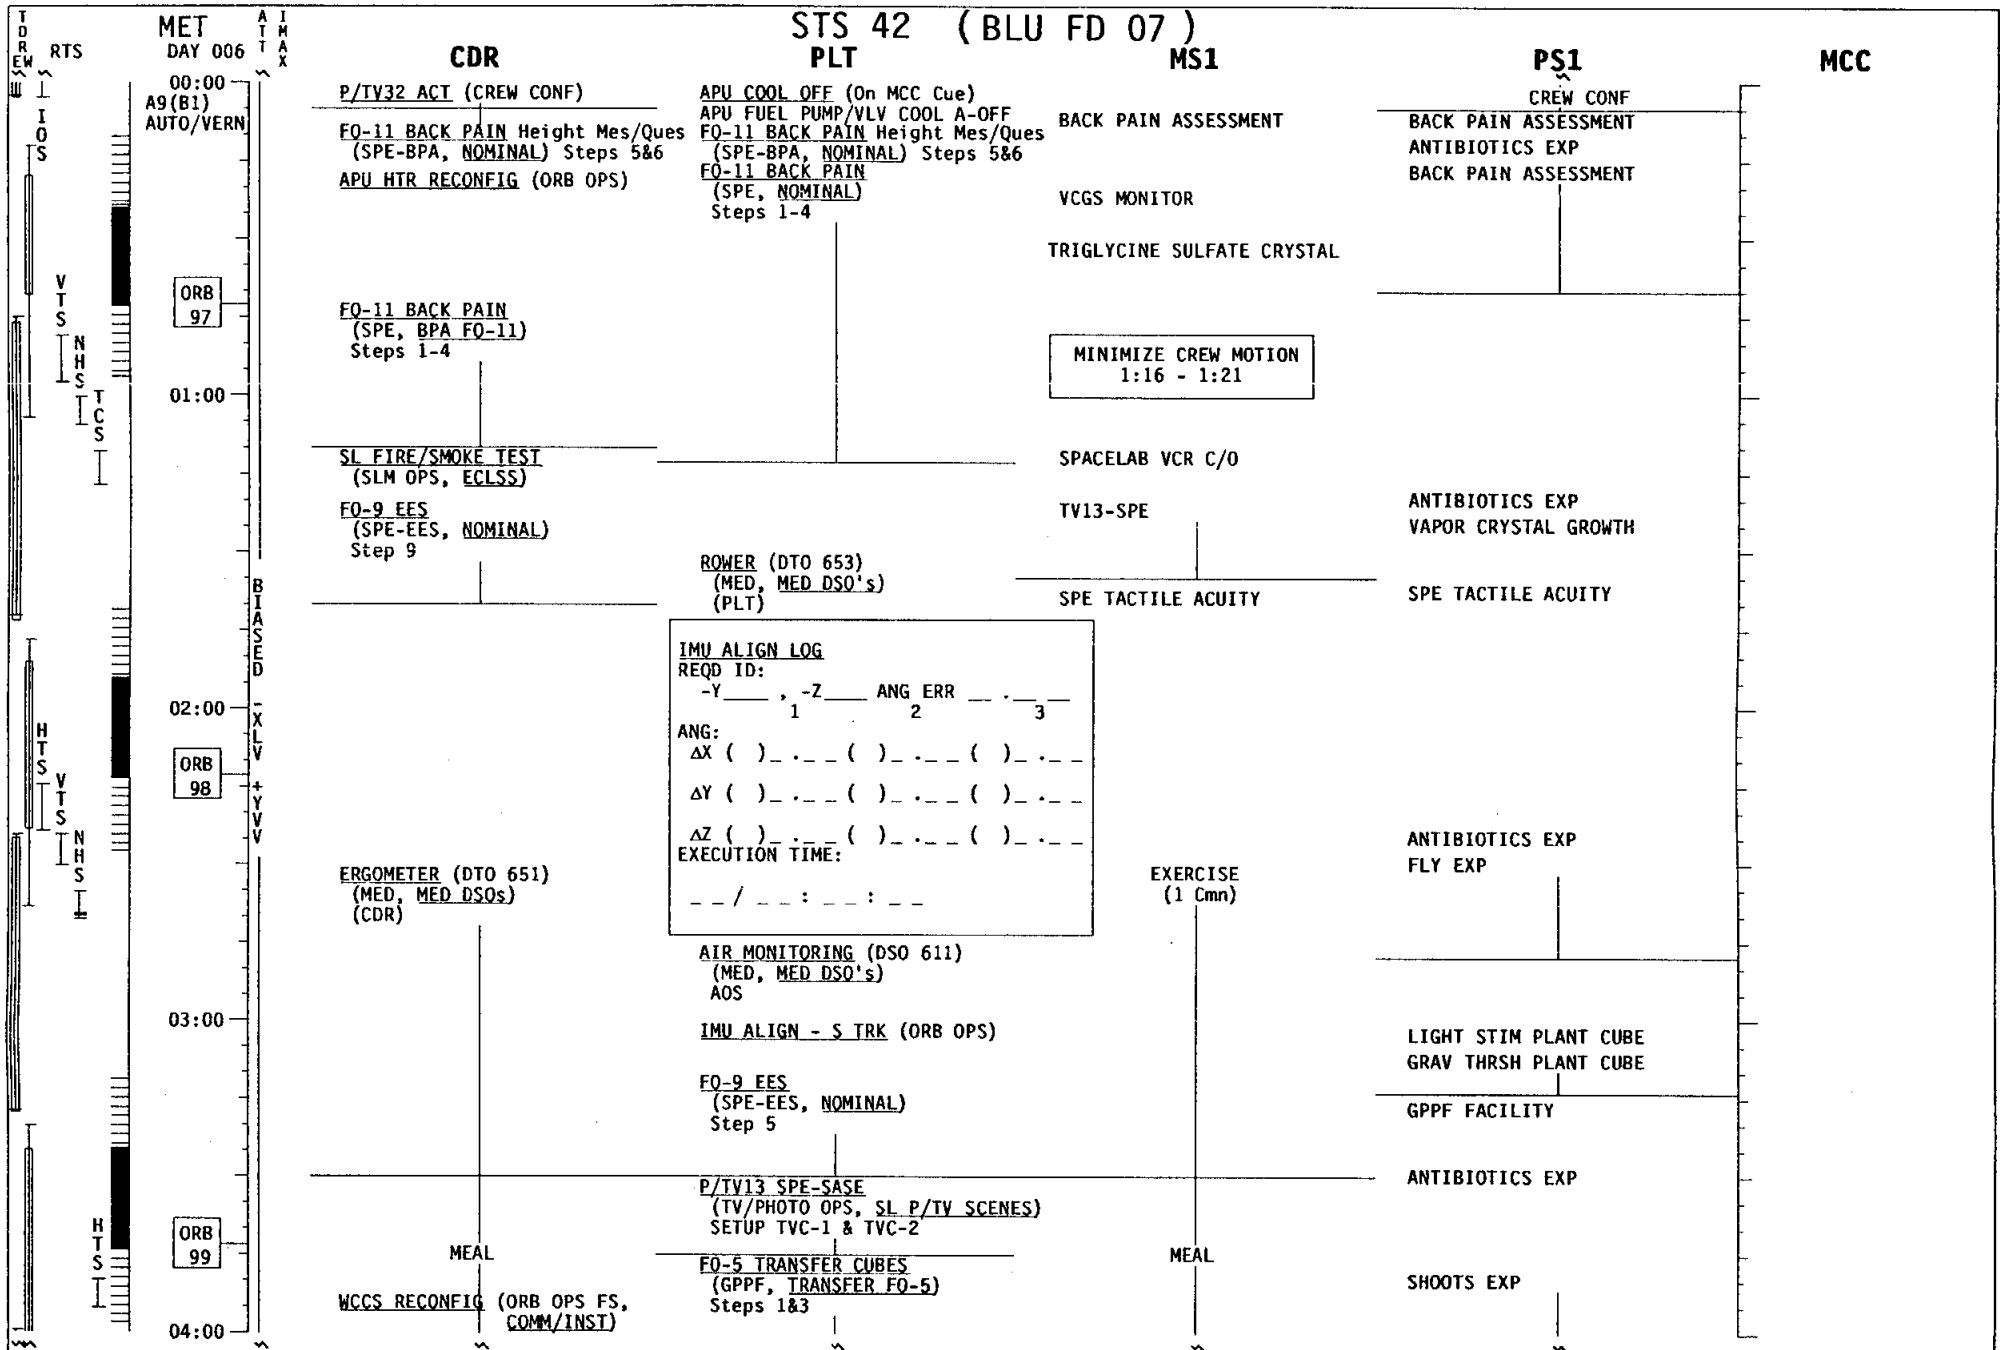 STS 42 (BLU FD 07)
TDRE W
RTS
MET
DAY 006
ATT
IMAX
CDR
PLT
MS1
PS1
MCC
00:00
A9(B1)
AUTO/VERN
IOS
VTS
NHS
TCS
ORB
97
01:00
BIASED -XLV +YVV
02:00
HTS
VTS
NHS
ORB
98
03:00
HTS
ORB
99
04:00
P/TV32 ACT (CREW CONF)
FO-11 BACK PAIN Height Mes/Ques
(SPE-BPA, NOMINAL) Steps 5&6
APU HTR RECONFIG (ORB OPS)
FO-11 BACK PAIN
(SPE, BPA FO-11)
Steps 1-4
SL FIRE/SMOKE TEST
(SLM OPS, ECLSS)
FO-9 EES
(SPE-EES, NOMINAL)
Step 9
ERGOMETER (DTO 651)
(MED, MED DSOs)
(CDR)
MEAL
WCCS RECONFIG (ORB OPS FS,
COMM/INST)
APU COOL OFF (On MCC Cue)
APU FUEL PUMP/VLV COOL A-OFF
FO-11 BACK PAIN Height Mes/Ques
(SPE-BPA, NOMINAL) Steps 5&6
FO-11 BACK PAIN
(SPE, NOMINAL)
Steps 1-4
ROWER (DTO 653)
(MED, MED DSO's)
(PLT)
IMU ALIGN LOG
REQD ID:
-Y____ , -Z____ ANG ERR __ .__ __
1 2 3
ANG:
ΔX ( )_ ._ _ ( )_ ._ _ ( )_ ._ _
ΔY ( )_ ._ _ ( )_ ._ _ ( )_ ._ _
ΔZ ( )_ ._ _ ( )_ ._ _ ( )_ ._ _
EXECUTION TIME:
_ _ / _ _ : _ _ : _ _
AIR MONITORING (DSO 611)
(MED, MED DSO's)
AOS
IMU ALIGN - S TRK (ORB OPS)
FO-9 EES
(SPE-EES, NOMINAL)
Step 5
P/TV13 SPE-SASE
(TV/PHOTO OPS, SL P/TV SCENES)
SETUP TVC-1 & TVC-2
FO-5 TRANSFER CUBES
(GPPF, TRANSFER FO-5)
Steps 1&3
BACK PAIN ASSESSMENT
VCGS MONITOR
TRIGLYCINE SULFATE CRYSTAL
MINIMIZE CREW MOTION
1:16 - 1:21
SPACELAB VCR C/O
TV13-SPE
SPE TACTILE ACUITY
EXERCISE
(1 Cmn)
MEAL
CREW CONF
BACK PAIN ASSESSMENT
ANTIBIOTICS EXP
BACK PAIN ASSESSMENT
ANTIBIOTICS EXP
VAPOR CRYSTAL GROWTH
SPE TACTILE ACUITY
ANTIBIOTICS EXP
FLY EXP
LIGHT STIM PLANT CUBE
GRAV THRSH PLANT CUBE
GPPF FACILITY
ANTIBIOTICS EXP
SHOOTS EXP